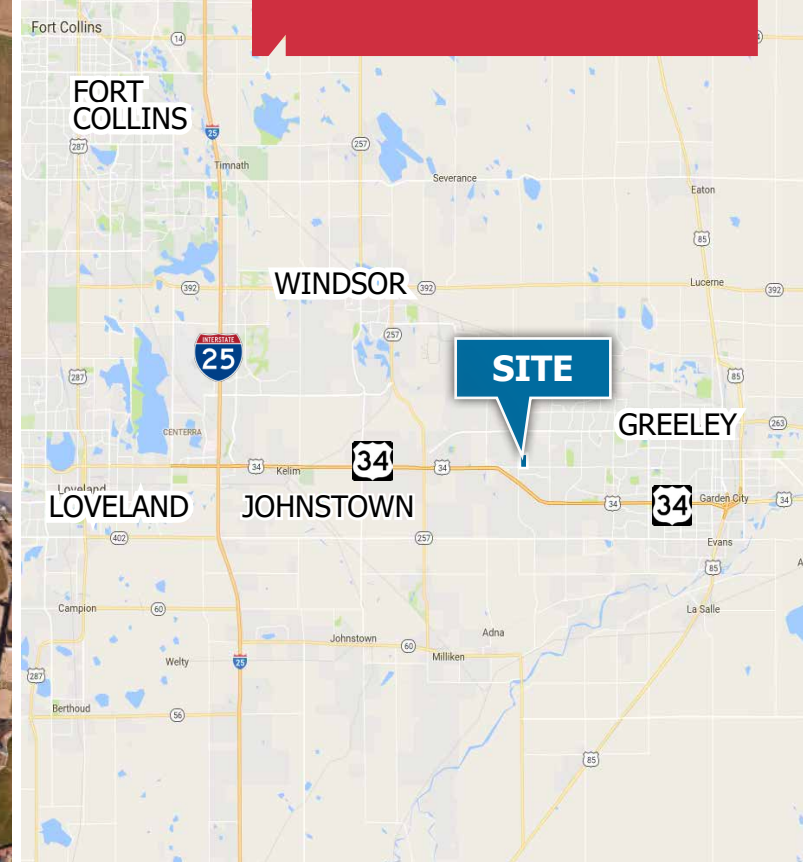 Fort Collins
14
FORT
COLLINS
25
287
257
Timnath
Severance
Eaton
85
392
WINDSOR
392
Lucerne
392
257
INTERSTATE
25
SITE
287
85
CENTERRA
GREELEY
263
34
Kelim
34
34
Loveland
LOVELAND
JOHNSTOWN
34
34
Garden City
34
402
257
Evans
85
Campion
60
La Salle
Johnstown
60
Adna
Milliken
Welty
25
287
Berthoud
56
85